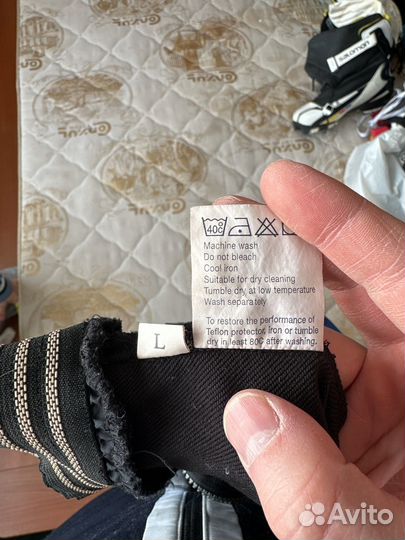 salomon
40c
Machine wash
Do not bleach
Cool iron
Suitable for dry cleaning
Tumble dry at low temperature
Wash separately
To restore the performance of
Teflon protector, Iron or tumble
dry in least 80C after washing.
L
Avito